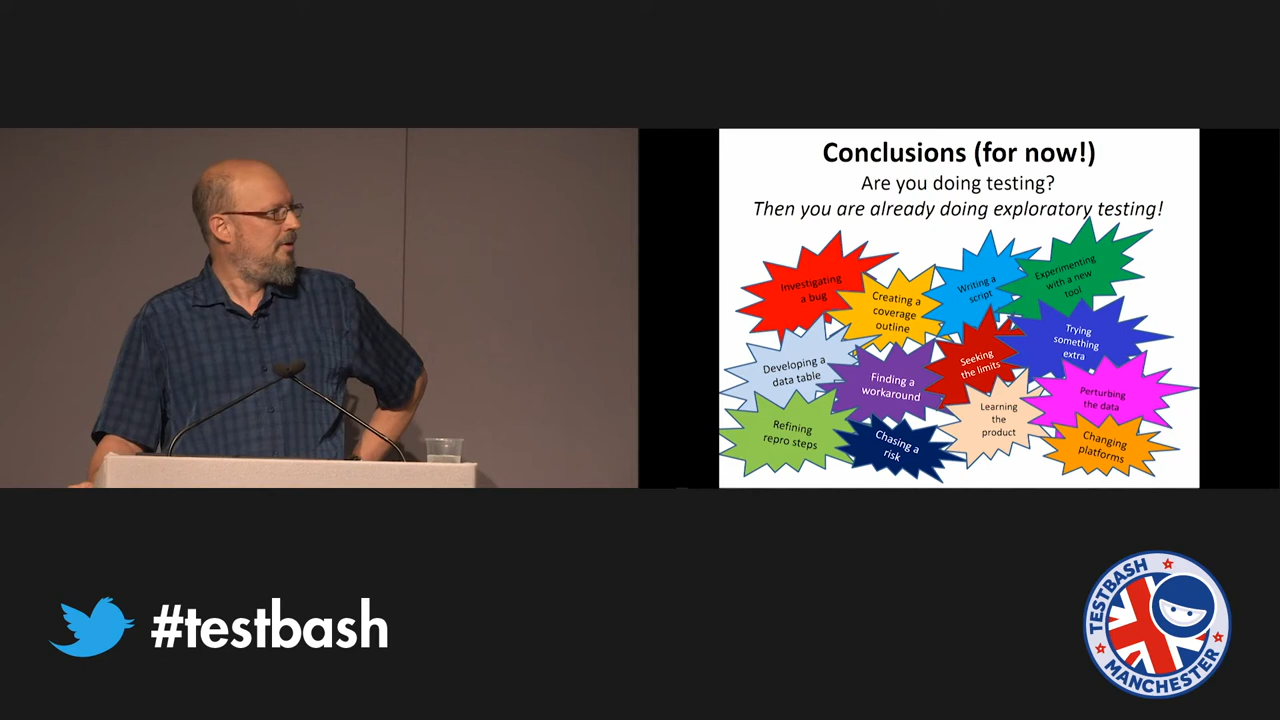 Conclusions (for now!)
Are you doing testing?
Then you are already doing exploratory testing!
Investigating
a bug
Creating a
coverage
outline
Writing a
script
Experimenting
with a new
tool
Developing a
data table
Finding a
workaround
Seeking
the limits
Trying
something
extra
Perturbing
the data
Refining
repro steps
Chasing a
risk
Learning
the
product
Changing
platforms
#testbash
TESTBASH
MANCHESTER